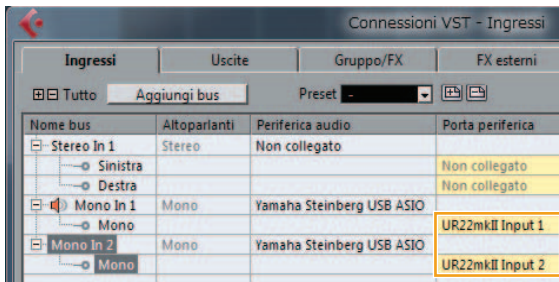 Connessioni VST - Ingressi
Ingressi Uscite Gruppo/FX FX esterni
Tutto Aggiungi bus Preset -
Nome bus Altoparlanti Periferica audio Porta periferica
Stereo In 1 Stereo Non collegato
Sinistra Non collegato
Destra Non collegato
Mono In 1 Mono Yamaha Steinberg USB ASIO
Mono UR22mkII Input 1
Mono In 2 Mono Yamaha Steinberg USB ASIO
Mono UR22mkII Input 2